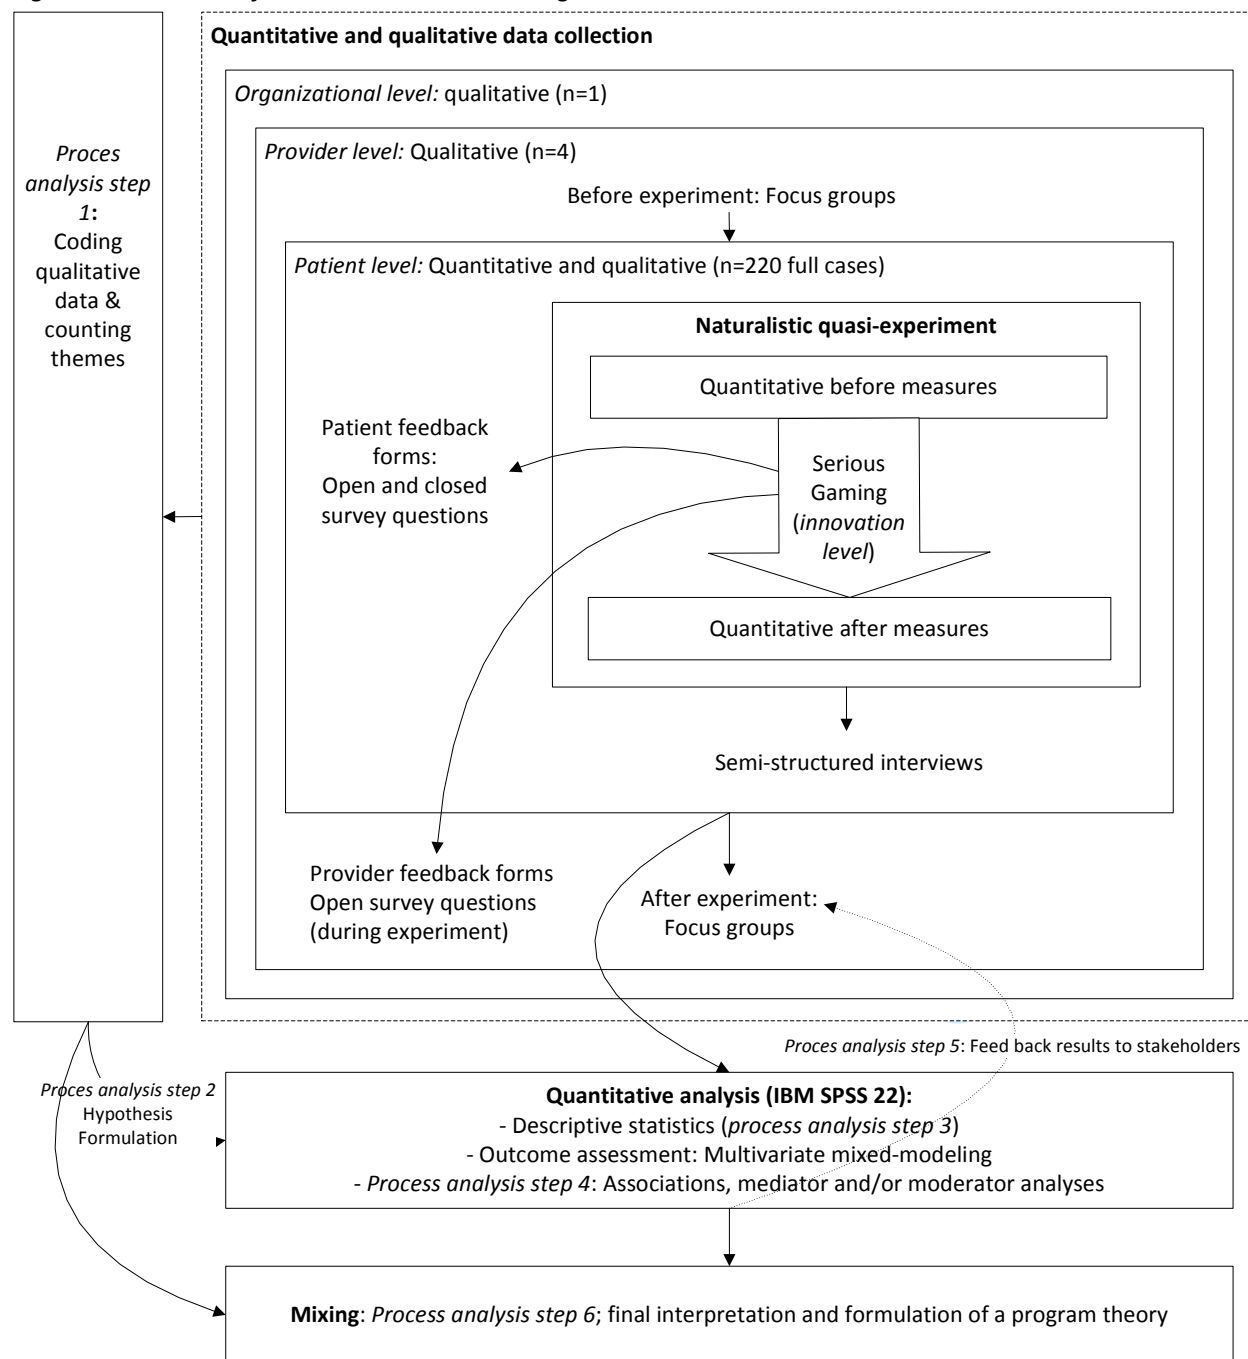 Quantitative and qualitative data collection
Organizational level: qualitative (n=1)
Provider level: Qualitative (n=4)
Before experiment: Focus groups
Patient level: Quantitative and qualitative (n=220 full cases)
Naturalistic quasi-experiment
Quantitative before measures
Serious
Gaming
(innovation
level)
Quantitative after measures
Patient feedback
forms:
Open and closed
survey questions
Semi-structured interviews
Provider feedback forms
Open survey questions
(during experiment)
After experiment:
Focus groups
Proces
analysis step
1:
Coding
qualitative
data &
counting
themes
Proces analysis step 5: Feed back results to stakeholders
Proces analysis step 2
Hypothesis
Formulation
Quantitative analysis (IBM SPSS 22):
- Descriptive statistics (process analysis step 3)
- Outcome assessment: Multivariate mixed-modeling
- Process analysis step 4: Associations, mediator and/or moderator analyses
Mixing: Process analysis step 6; final interpretation and formulation of a program theory